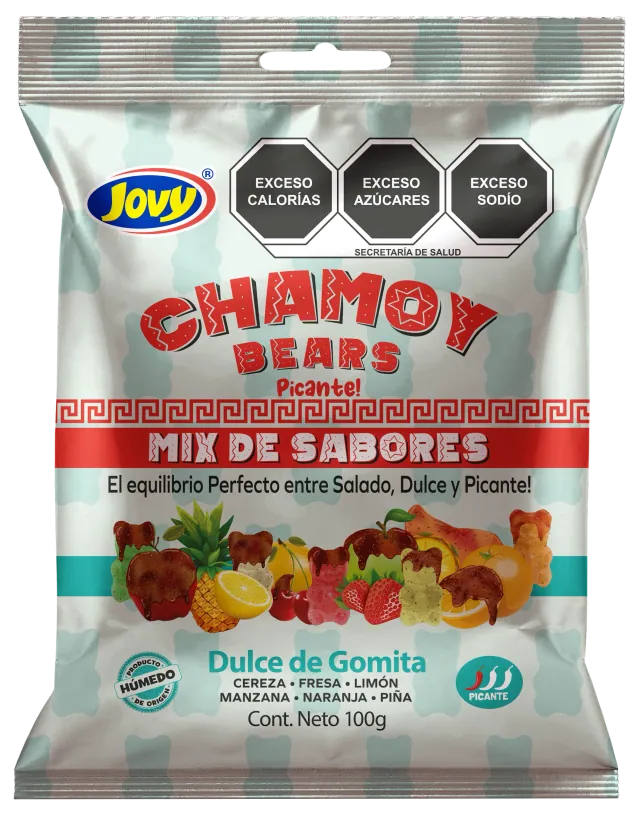 Jovy®
EXCESO
CALORÍAS
EXCESO
AZÚCARES
EXCESO
SODÍO
SECRETARÍA DE SALUD
CHAMOY
BEARS
Picante!
MIX DE SABORES
El equilibrio Perfecto entre Salado, Dulce y Picante!
PRODUCTO
HÚMEDO
DE ORIGEN
Dulce de Gomita
CEREZA • FRESA • LIMÓN
MANZANA • NARANJA • PIÑA
Cont. Neto 100g
PICANTE